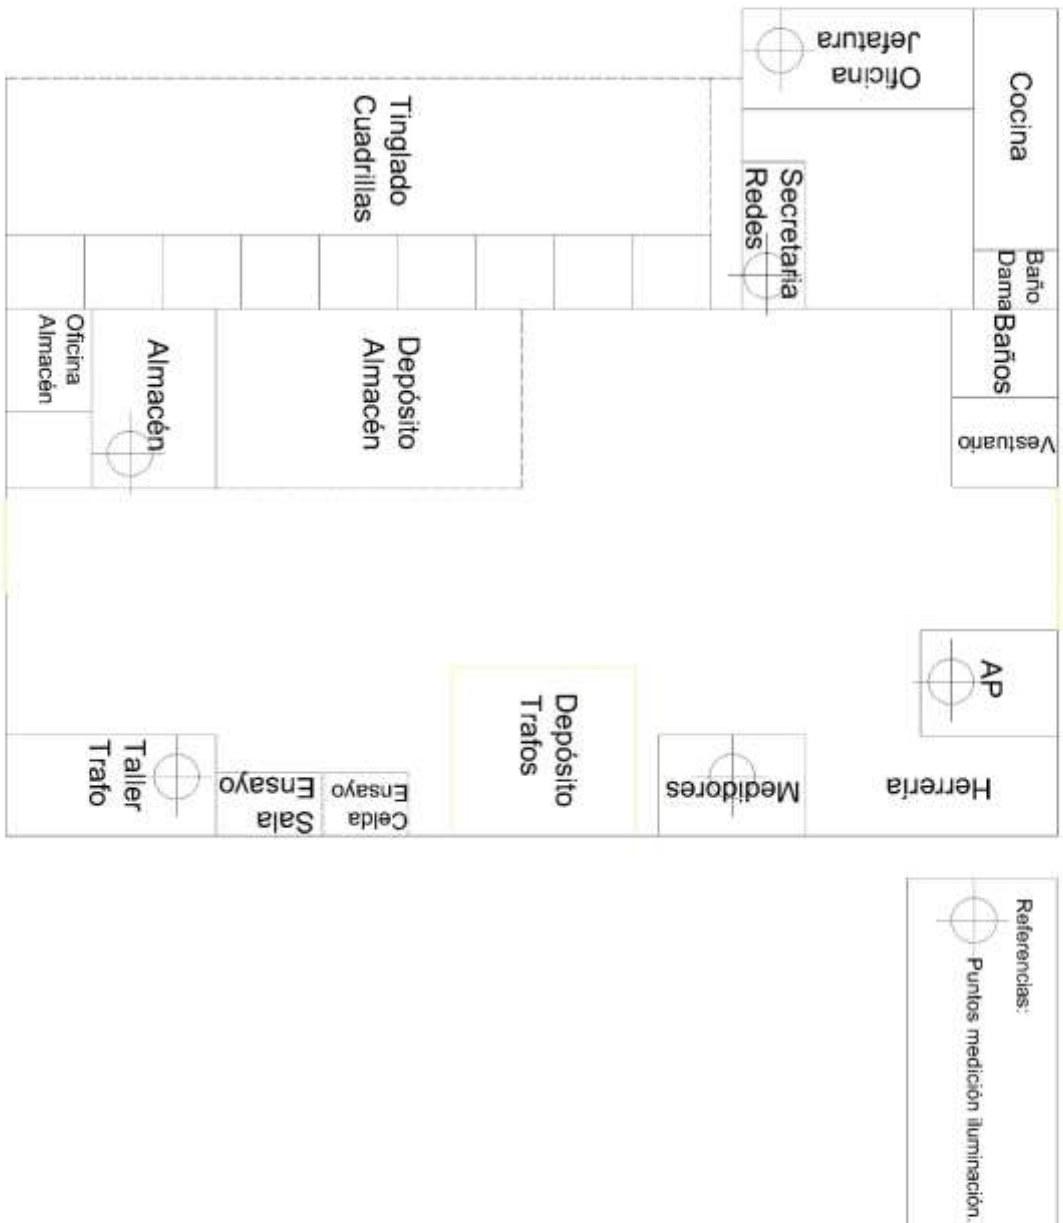 Oficina
Jefatura
Cocina
Tinglado
Cuadrillas
Secretaria
Redes
Baño
Dama
Baños
Vestuario
Oficina
Almacén
Almacén
Depósito
Almacén
AP
Herrería
Medidores
Depósito
Trafos
Celda
Ensayo
Sala
Ensayo
Taller
Trafo
Referencias:
Puntos medición iluminación.